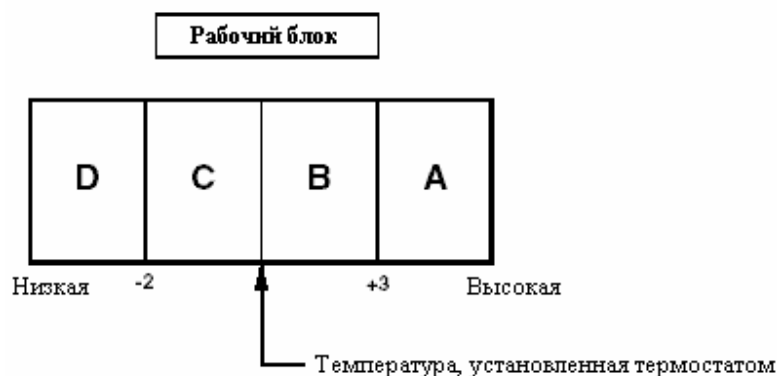 Рабочий блок
D C B A
Низкая -2 +3 Высокая
Температура, установленная термостатом